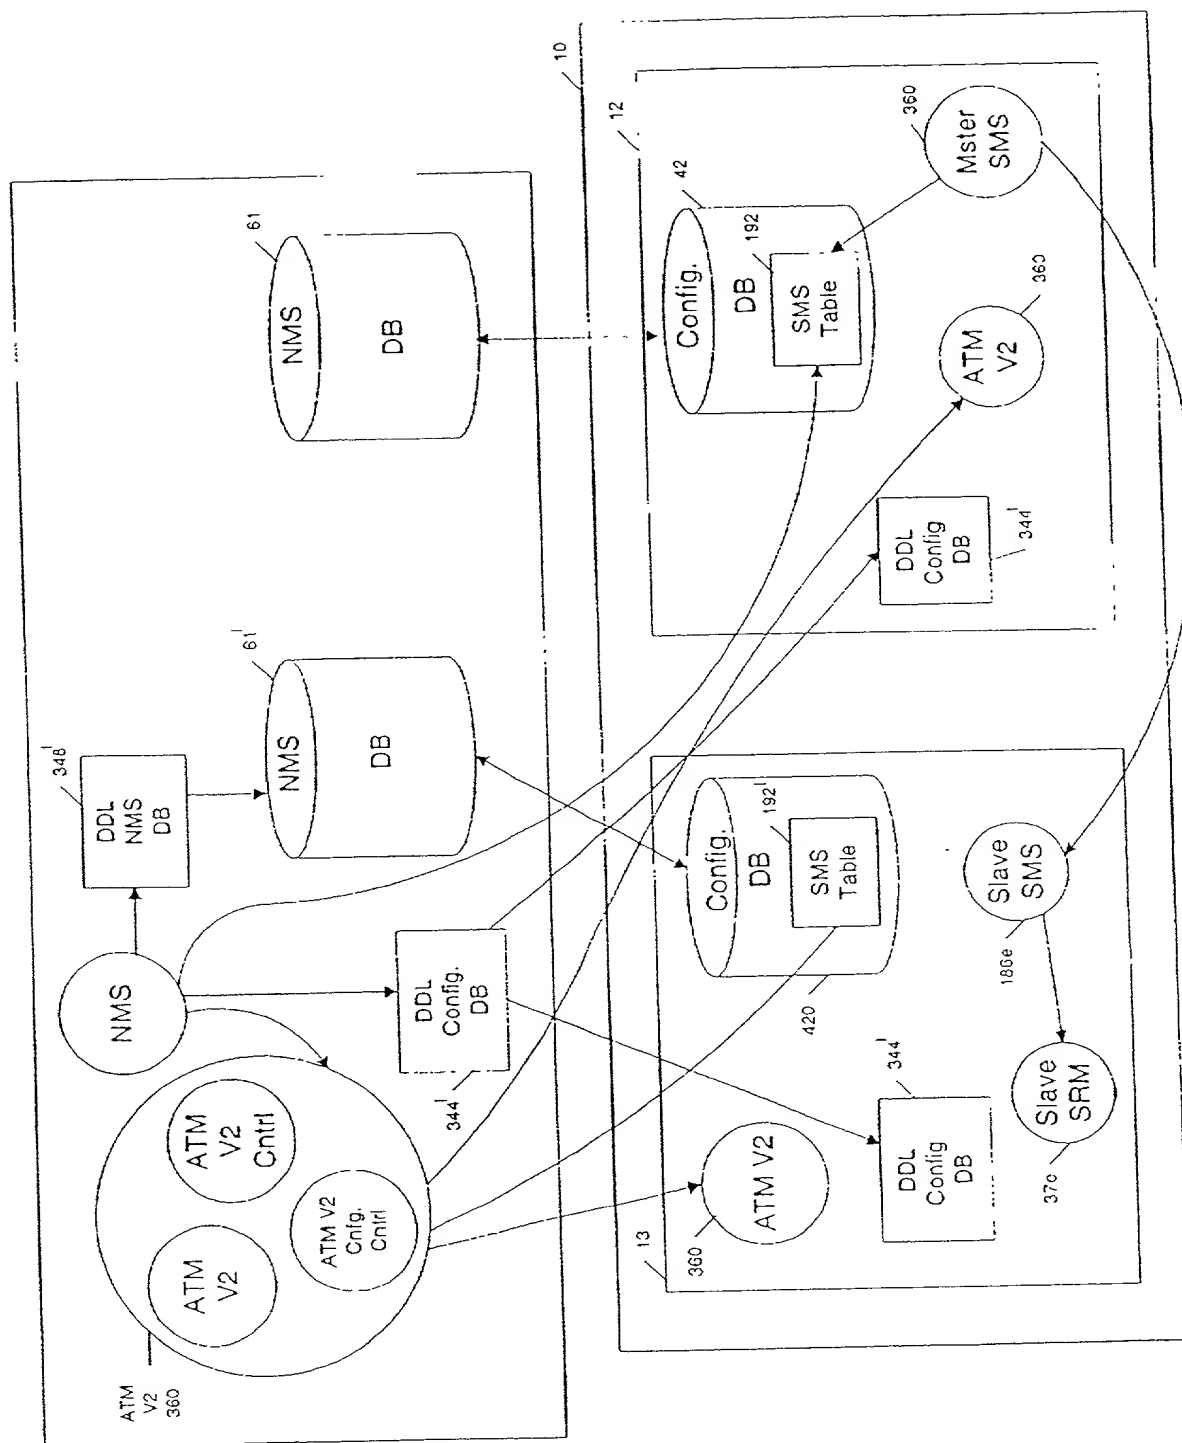 ATM
V2
360
ATM
V2
ATM
V2
Cntrl
ATM V2
Cnfg.
Cntrl
NMS
348'
DDL
NMS
DB
61'
NMS
DB
61
NMS
DB
DDL
Config.
DB
344'
10
12
13
360
ATM V2
Config.
DB
192'
SMS
Table
420
42
Config.
DB
192
SMS
Table
344'
DDL
Config
DB
Slave
SMS
186e
Slave
SRM
37c
DDL
Config
DB
344'
ATM
V2
360
Mster
SMS
360